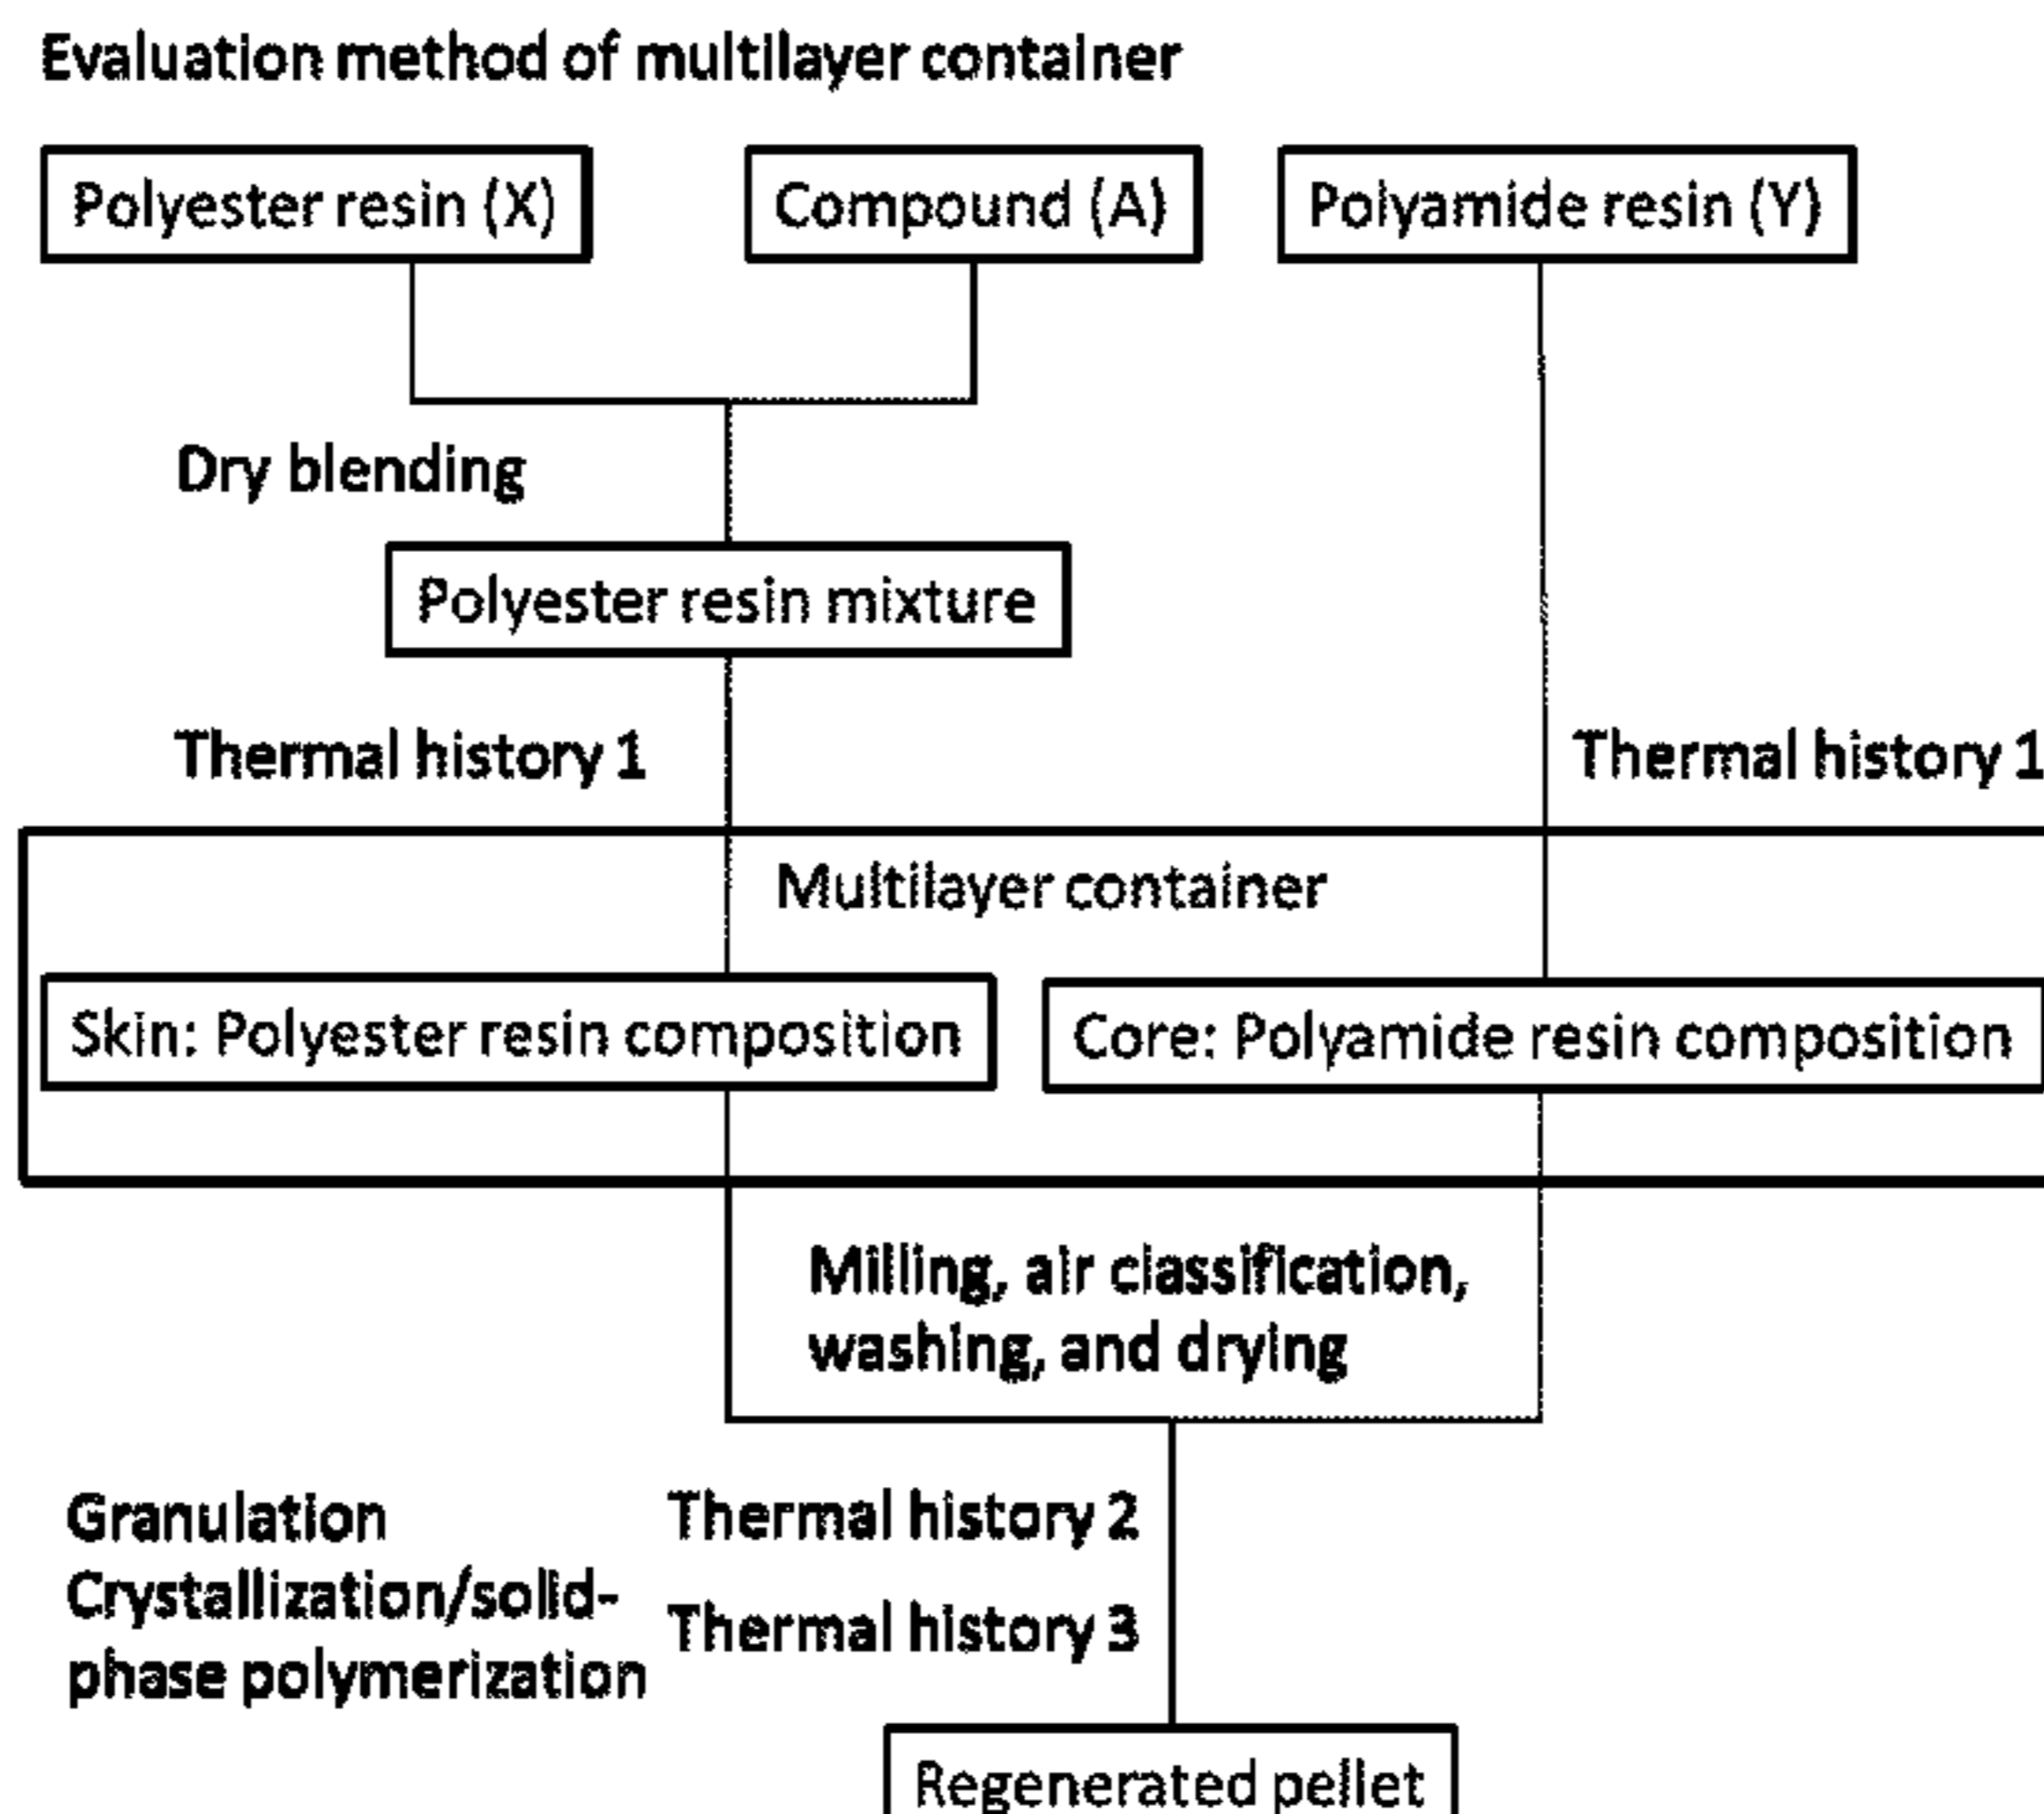 Evaluation method of multilayer container
Polyester resin (X)
Compound (A)
Polyamide resin (Y)
Dry blending
Polyester resin mixture
Thermal history 1
Thermal history 1
Multilayer container
Skin: Polyester resin composition
Core: Polyamide resin composition
Milling, air classification,
washing, and drying
Granulation
Thermal history 2
Crystallization/solid-
phase polymerization
Thermal history 3
Regenerated pellet